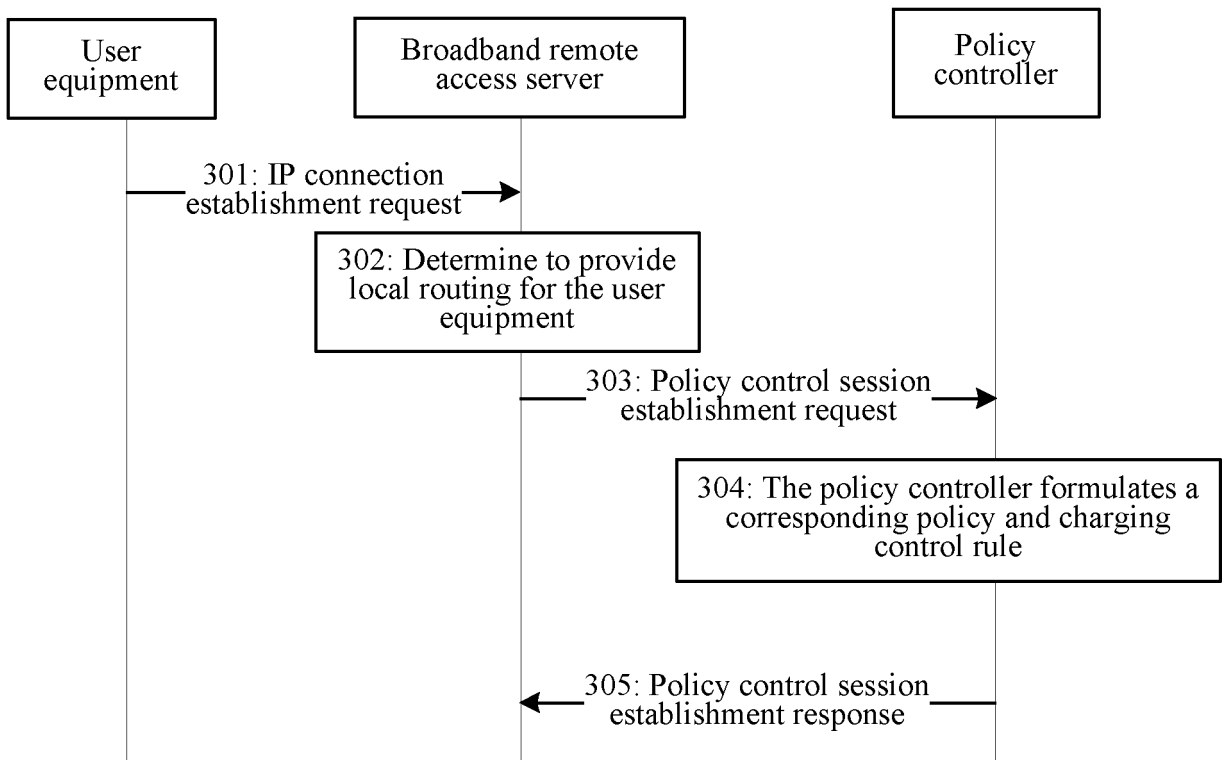 User
equipment
Broadband remote
access server
Policy
controller
301: IP connection
establishment request
302: Determine to provide
local routing for the user
equipment
303: Policy control session
establishment request
304: The policy controller formulates a
corresponding policy and charging
control rule
305: Policy control session
establishment response